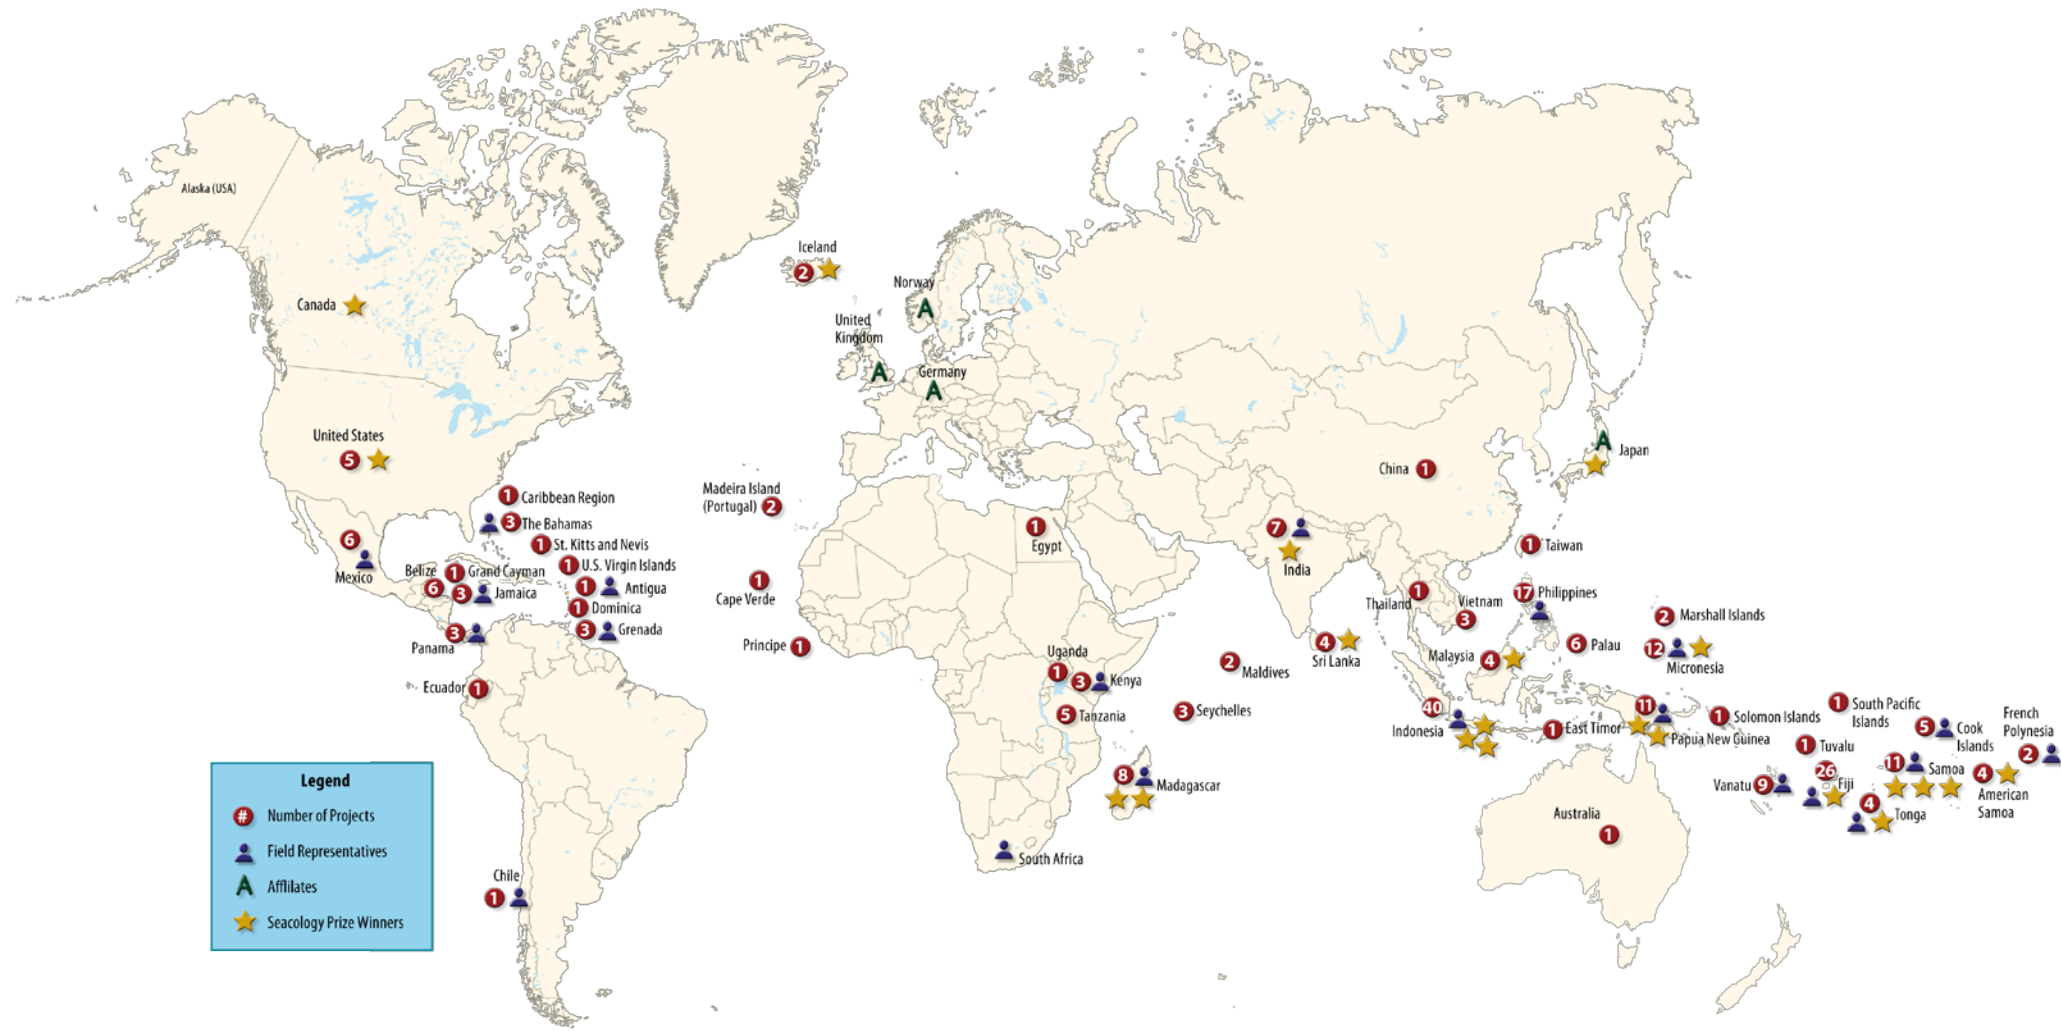 Alaska (USA)
Iceland
2
Norway
Canada
United
Kingdom
Germany
United States
5
Japan
China
1
Madeira Island
(Portugal)
2
1
Caribbean Region
3
The Bahamas
1
St. Kitts and Nevis
1
U.S. Virgin Islands
6
Mexico
Belize
6
1
Grand Cayman
3
Jamaica
1
Antigua
1
Dominica
3
Grenada
3
Panama
Ecuador
1
1
Egypt
7
India
1
Taiwan
1
Cape Verde
Principe
1
Thailand
1
Vietnam
3
17
Philippines
2
Marshall Islands
4
Sri Lanka
Malaysia
4
6
Palau
12
Micronesia
Uganda
1
3
Kenya
5
Tanzania
2
Maldives
3
Seychelles
40
Indonesia
1
East Timor
11
Papua New Guinea
1
Solomon Islands
1
South Pacific
Islands
5
Cook
Islands
French
Polynesia
2
1
Tuvalu
Vanatu
9
26
Fiji
11
Samoa
4
American
Samoa
4
Tonga
8
Madagascar
Australia
1
South Africa
Chile
1
Legend
# Number of Projects
Field Representatives
A Afflilates
Seacology Prize Winners
A
A
A
A